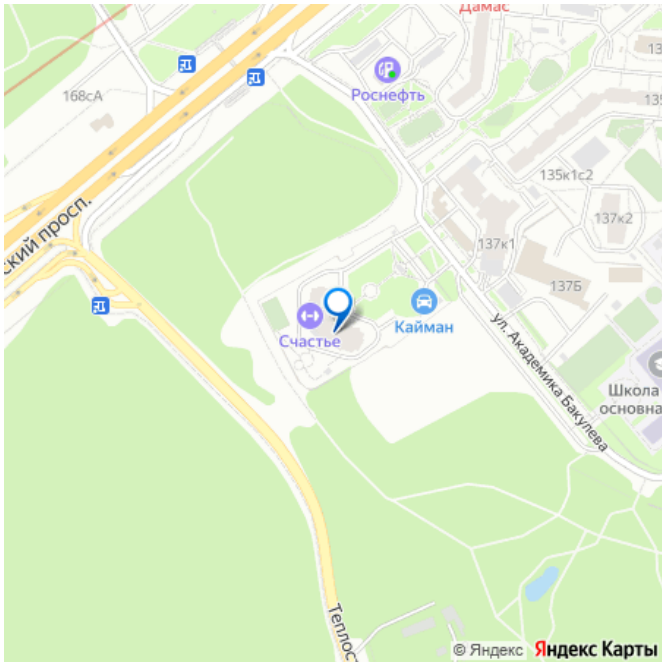 Дамас
Роснефть
168сА
135к1с2
137к2
137к1
137Б
ский просп.
Счастье
Кайман
ул. Академика Бакулева
Школа
основна
Теплост
© Яндекс Яндекс Карты